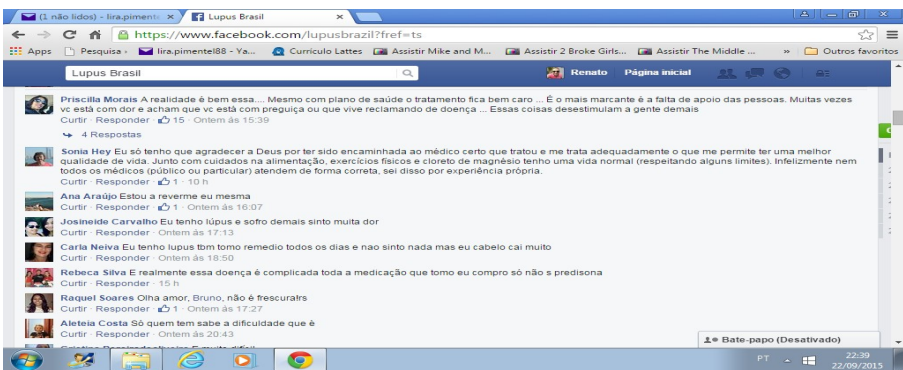 (1 não lidos) - lira.pimente
Lupus Brasil
https://www.facebook.com/lupusbrazil?fref=ts
Apps
Pesquisa
lira.pimentel88 - Ya...
Currículo Lattes
Assistir Mike and M...
Assistir 2 Broke Girls...
Assistir The Middle ...
»
Outros favoritos
Lupus Brasil
Renato
Página inicial
Priscilla Morais A realidade é bem essa.... Mesmo com plano de saúde o tratamento fica bem caro ... É o mais marcante é a falta de apoio das pessoas. Muitas vezes
vc está com dor e acham que vc está com preguiça ou que vive reclamando de doença ... Essas coisas desestimulam a gente demais
Curtir · Responder · 15 · Ontem às 15:39
4 Respostas
Sonia Hey Eu só tenho que agradecer a Deus por ter sido encaminhada ao médico certo que tratou e me trata adequadamente o que me permite ter uma melhor
qualidade de vida. Junto com cuidados na alimentação, exercícios físicos e cloreto de magnésio tenho uma vida normal (respeitando alguns limites). Infelizmente nem
todos os médicos (público ou particular) atendem de forma correta, sei disso por experiência própria.
Curtir · Responder · 1 · 10 h
Ana Araújo Estou a reverme eu mesma
Curtir · Responder · 1 · Ontem às 16:07
Josineide Carvalho Eu tenho lúpus e sofro demais sinto muita dor
Curtir · Responder · Ontem às 17:13
Carla Neiva Eu tenho lupus tbm tomo remedio todos os dias e nao sinto nada mas eu cabelo cai muito
Curtir · Responder · Ontem às 18:50
Rebeca Silva E realmente essa doença é complicada toda a medicação que tomo eu compro só não s predisona
Curtir · Responder · 15 h
Raquel Soares Olha amor, Bruno, não é frescura!rs
Curtir · Responder · 1 · Ontem às 17:27
Aleteia Costa Só quem tem sabe a dificuldade que è
Curtir · Responder · Ontem às 20:43
Bate-papo (Desativado)
PT
22:39
22/09/2015